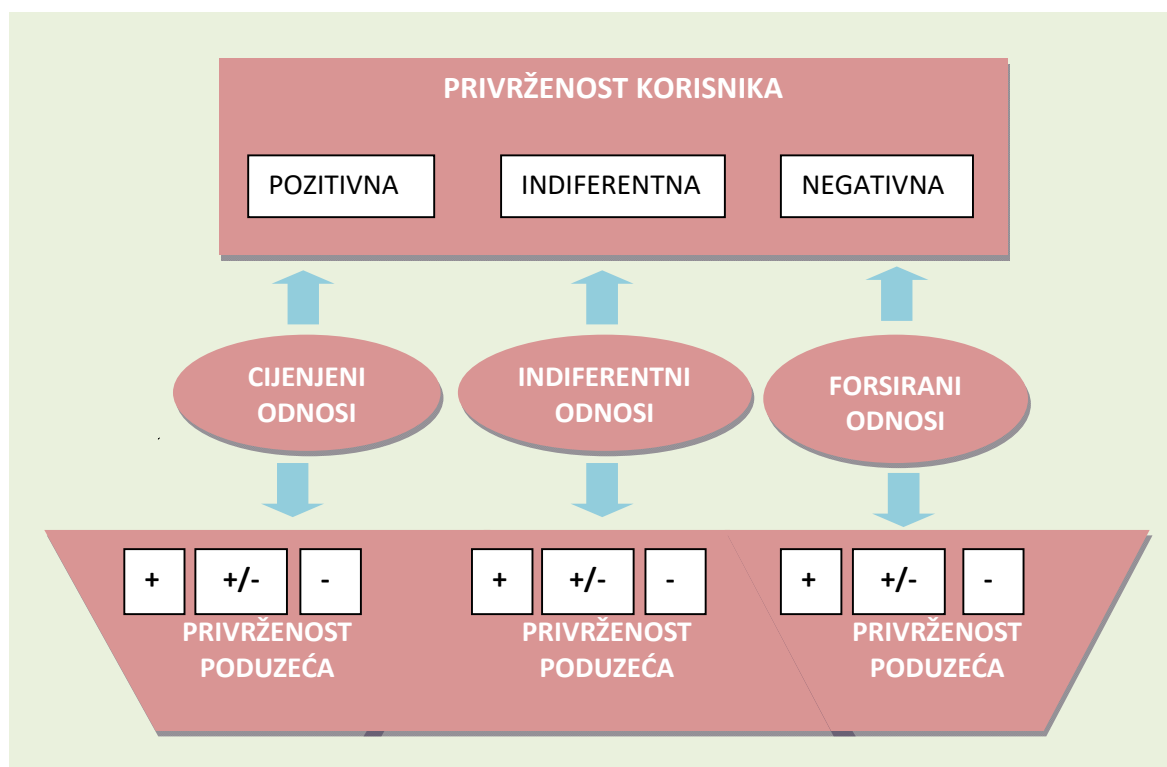 PRIVRŽENOST KORISNIKA
POZITIVNA
INDIFERENTNA
NEGATIVNA
CIJENJENI
ODNOSI
INDIFERENTNI
ODNOSI
FORSIRANI
ODNOSI
+
+/-
-
PRIVRŽENOST
PODUZEĆA
+
+/-
-
PRIVRŽENOST
PODUZEĆA
+
+/-
-
PRIVRŽENOST
PODUZEĆA